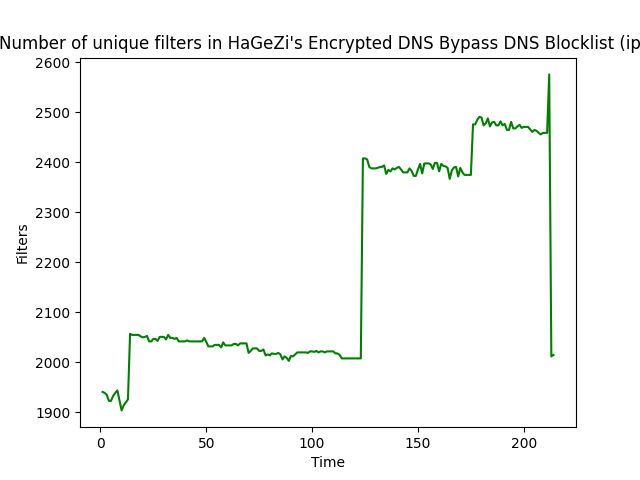 Number of unique filters in HaGeZi's Encrypted DNS Bypass DNS Blocklist (ip
2600
2500
2400
2300
2200
2100
2000
1900
Filters
0 50 100 150 200
Time